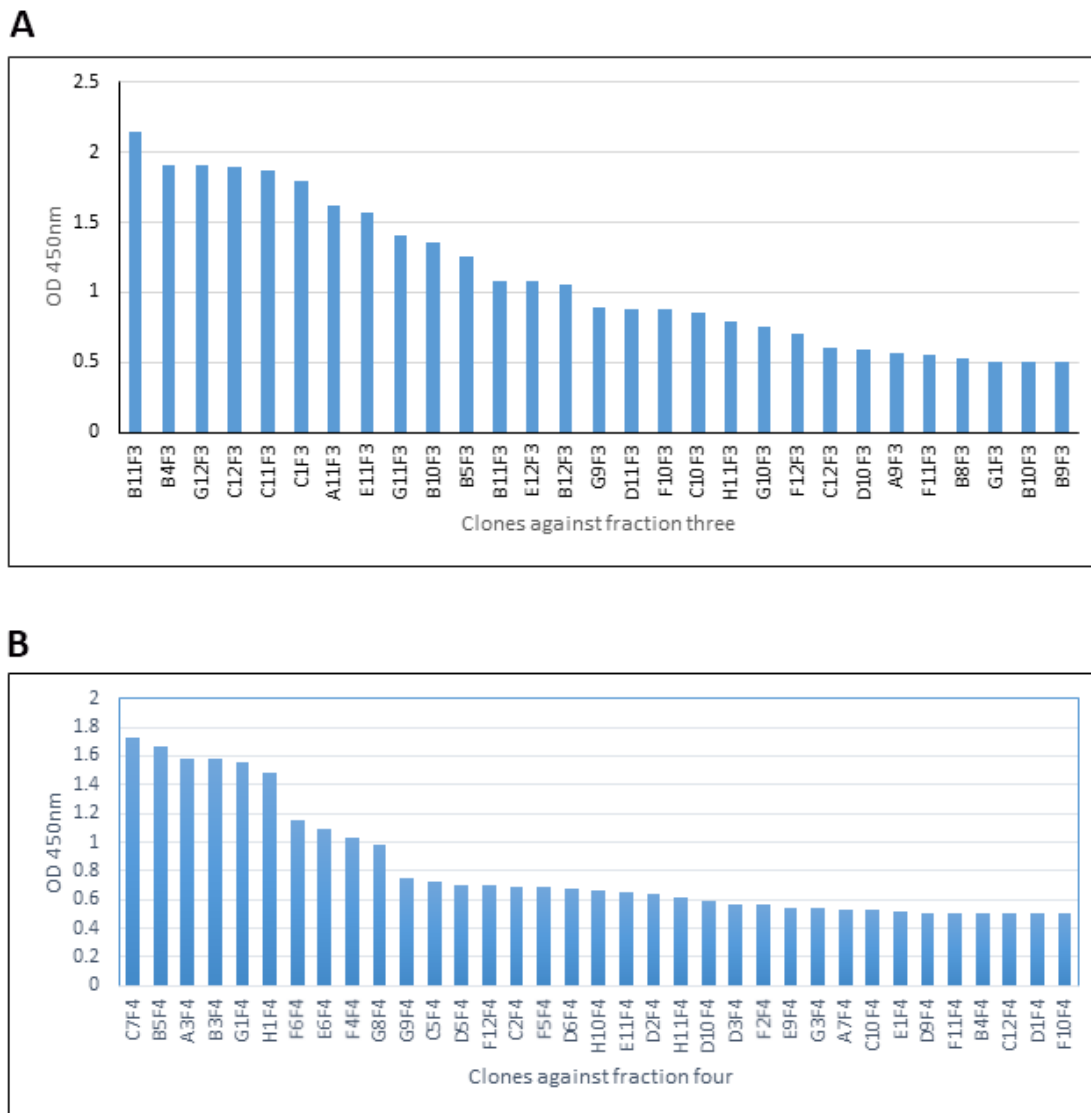 A
2.5
2
1.5
1
0.5
0
OD 450nm
B11F3 B4F3 G12F3 C12F3 C11F3 C1F3 A11F3 E11F3 G11F3 B10F3 B5F3 B11F3 E12F3 B12F3 G9F3 D11F3 F10F3 C10F3 H11F3 G10F3 F12F3 C12F3 D10F3 A9F3 F11F3 B8F3 G1F3 B10F3 B9F3
Clones against fraction three
B
2
1.8
1.6
1.4
1.2
1
0.8
0.6
0.4
0.2
0
OD 450nm
C7F4 B5F4 A3F4 B3F4 G1F4 H1F4 F6F4 E6F4 F4F4 G8F4 G9F4 C5F4 D5F4 F12F4 C2F4 F5F4 D6F4 H10F4 E11F4 D2F4 H11F4 D10F4 D3F4 F2F4 E9F4 G3F4 A7F4 C10F4 E1F4 D9F4 F11F4 B4F4 C12F4 D1F4 F10F4
Clones against fraction four